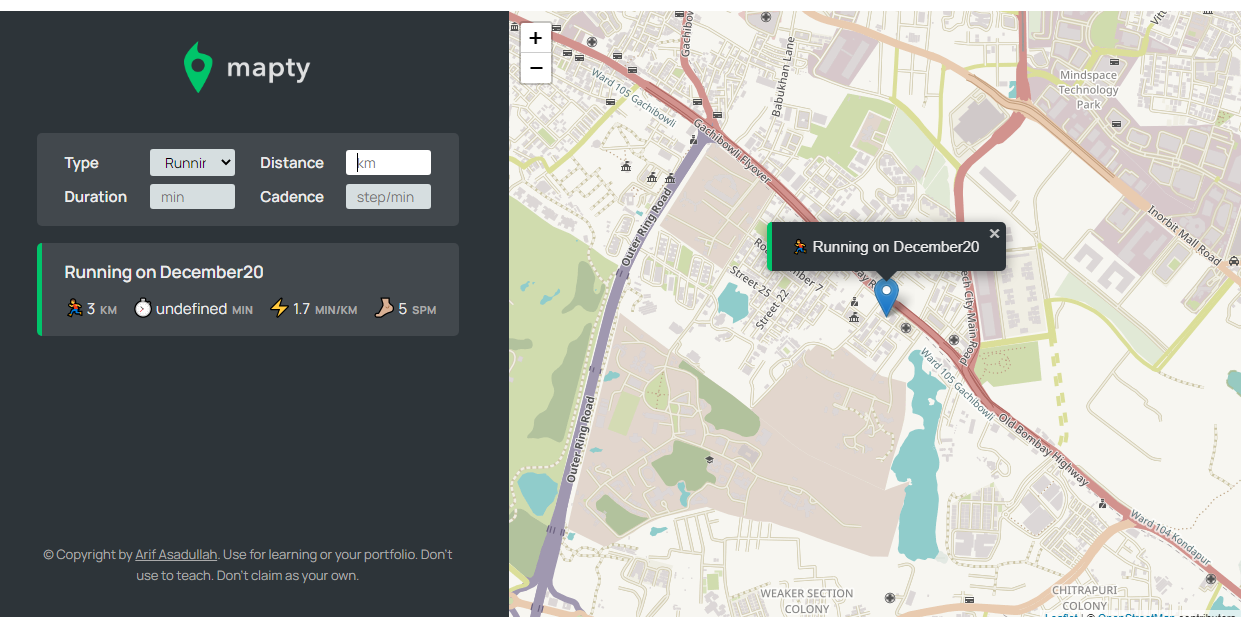 mapty
Type Runnin Distance km
Duration min Cadence step/min
Running on December20
3 KM undefined MIN 1.7 MIN/KM 5 SPM
© Copyright by Arif Asadullah. Use for learning or your portfolio. Don't
use to teach. Don't claim as your own.
+
−
Gachibow
Babukhan Lane
Mindspace
Technology
Park
Ward 105 Gachibowli
Gachibowli Flyover
Inorbit Mall Road
Outer Ring Road
Running on December20 ×
Street 25
Street 22
ber 7
bay R
tech City Main Road
Ward 105 Gachibowli
Outer Ring Road
Old Bombay Highway
Ward 104 Kondapur
WEAKER SECTION
COLONY
CHITRAPURI
COLONY
Leaflet | © OpenStreetMap contributors